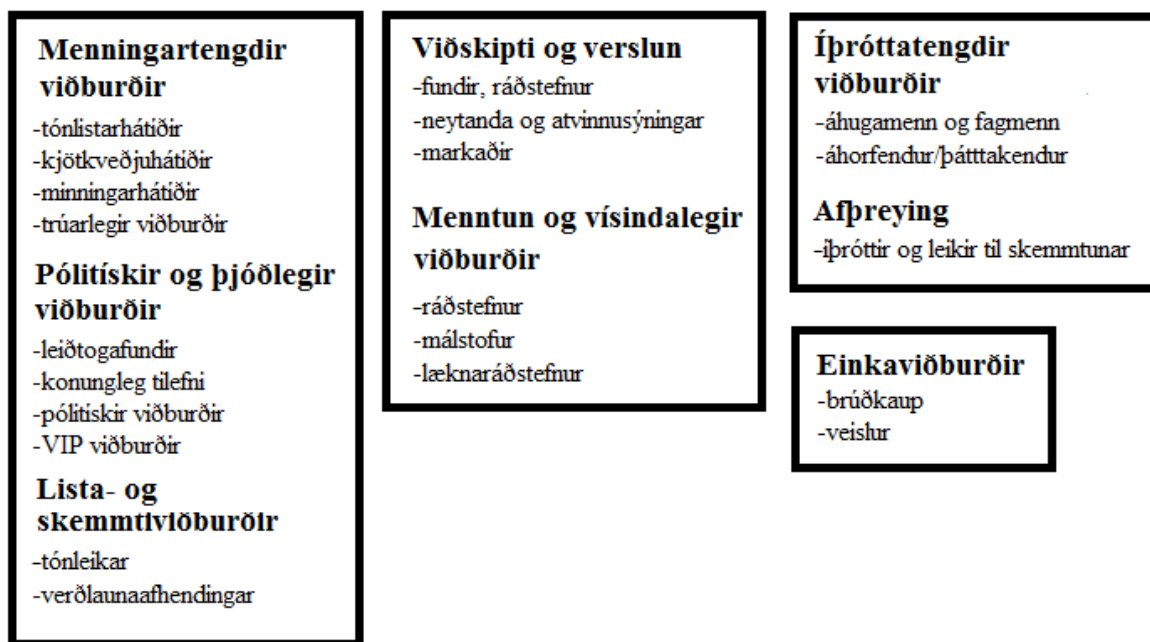 Menningartengdir
viðburðir
-tónlistarhátíðir
-kjötkveðjuhátíðir
-minningarhátíðir
-trúarlegir viðburðir
Pólitískir og þjóðlegir
viðburðir
-leiðtogafundir
-konungleg tilefni
-pólitískir viðburðir
-VIP viðburðir
Lista- og
skemmtiviðburðir
-tónleikar
-verðlaunaafhendingar
Viðskipti og verslun
-fundir, ráðstefnur
-neytanda og atvinnusýningar
-markaðir
Menntun og vísindalegir
viðburðir
-ráðstefnur
-málstofur
-læknaráðstefnur
Íþróttatengdir
viðburðir
-áhugamenn og fagmenn
-áhorfendur/þátttakendur
Afþreying
-íþróttir og leikir til skemmtunar
Einkaviðburðir
-brúðkaup
-veislur